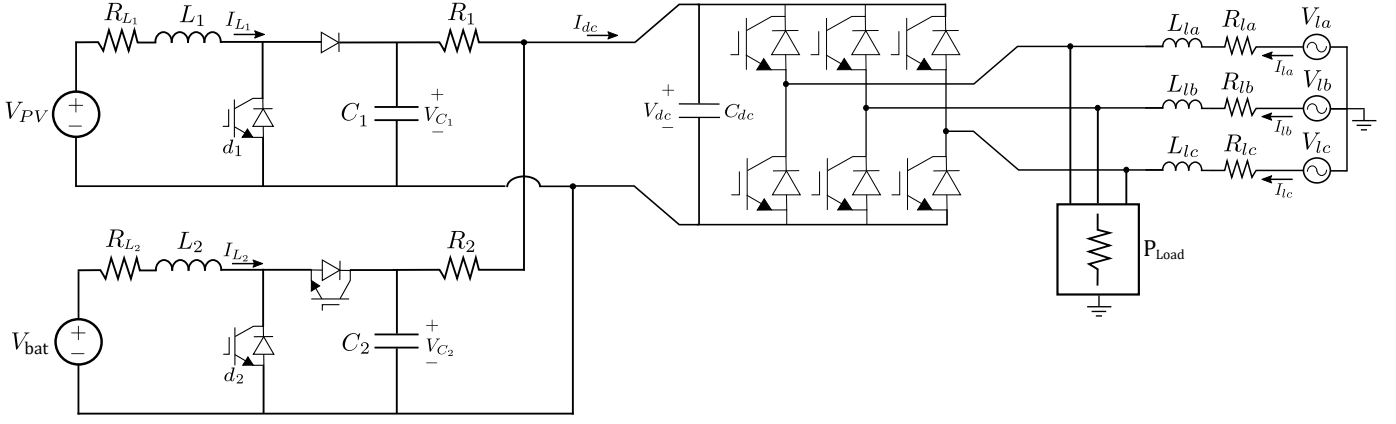 R_{L_1} L_1 I_{L_1} R_1 I_{dc}
V_{PV} + − d_1 C_1 + V_{C_1} −
+ V_{dc} − C_{dc}
L_{la} R_{la} V_{la}
I_{la}
L_{lb} R_{lb} V_{lb}
I_{lb}
L_{lc} R_{lc} V_{lc}
I_{lc}
P_{Load}
R_{L_2} L_2 I_{L_2} R_2
V_{bat} + − d_2 C_2 + V_{C_2} −